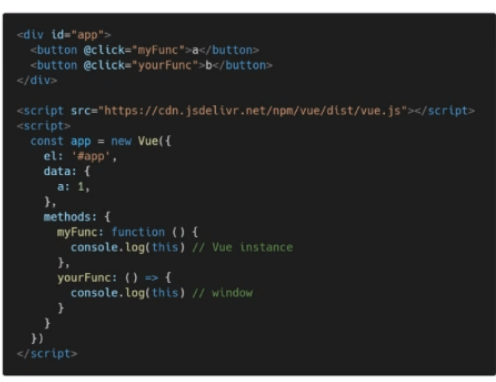 <div id="app">
  <button @click="myFunc">a</button>
  <button @click="yourFunc">b</button>
</div>

<script src="https://cdn.jsdelivr.net/npm/vue/dist/vue.js"></script>
<script>
  const app = new Vue({
    el: '#app',
    data: {
      a: 1,
    },
    methods: {
      myFunc: function () {
        console.log(this) // Vue instance
      },
      yourFunc: () => {
        console.log(this) // window
      }
    }
  })
</script>